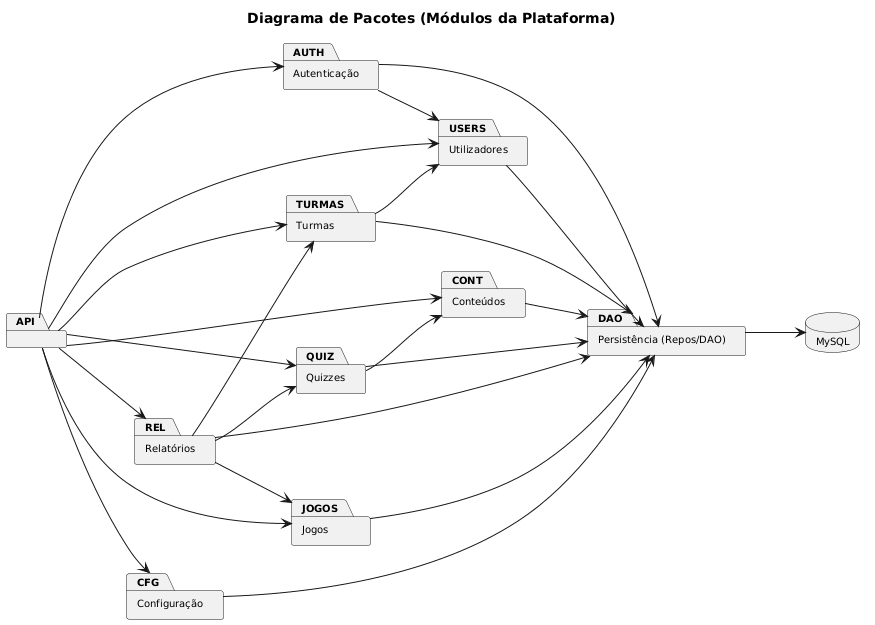 Diagrama de Pacotes (Módulos da Plataforma)
AUTH
Autenticação
USERS
Utilizadores
TURMAS
Turmas
CONT
Conteúdos
API
DAO
Persistência (Repos/DAO)
MySQL
QUIZ
Quizzes
REL
Relatórios
JOGOS
Jogos
CFG
Configuração